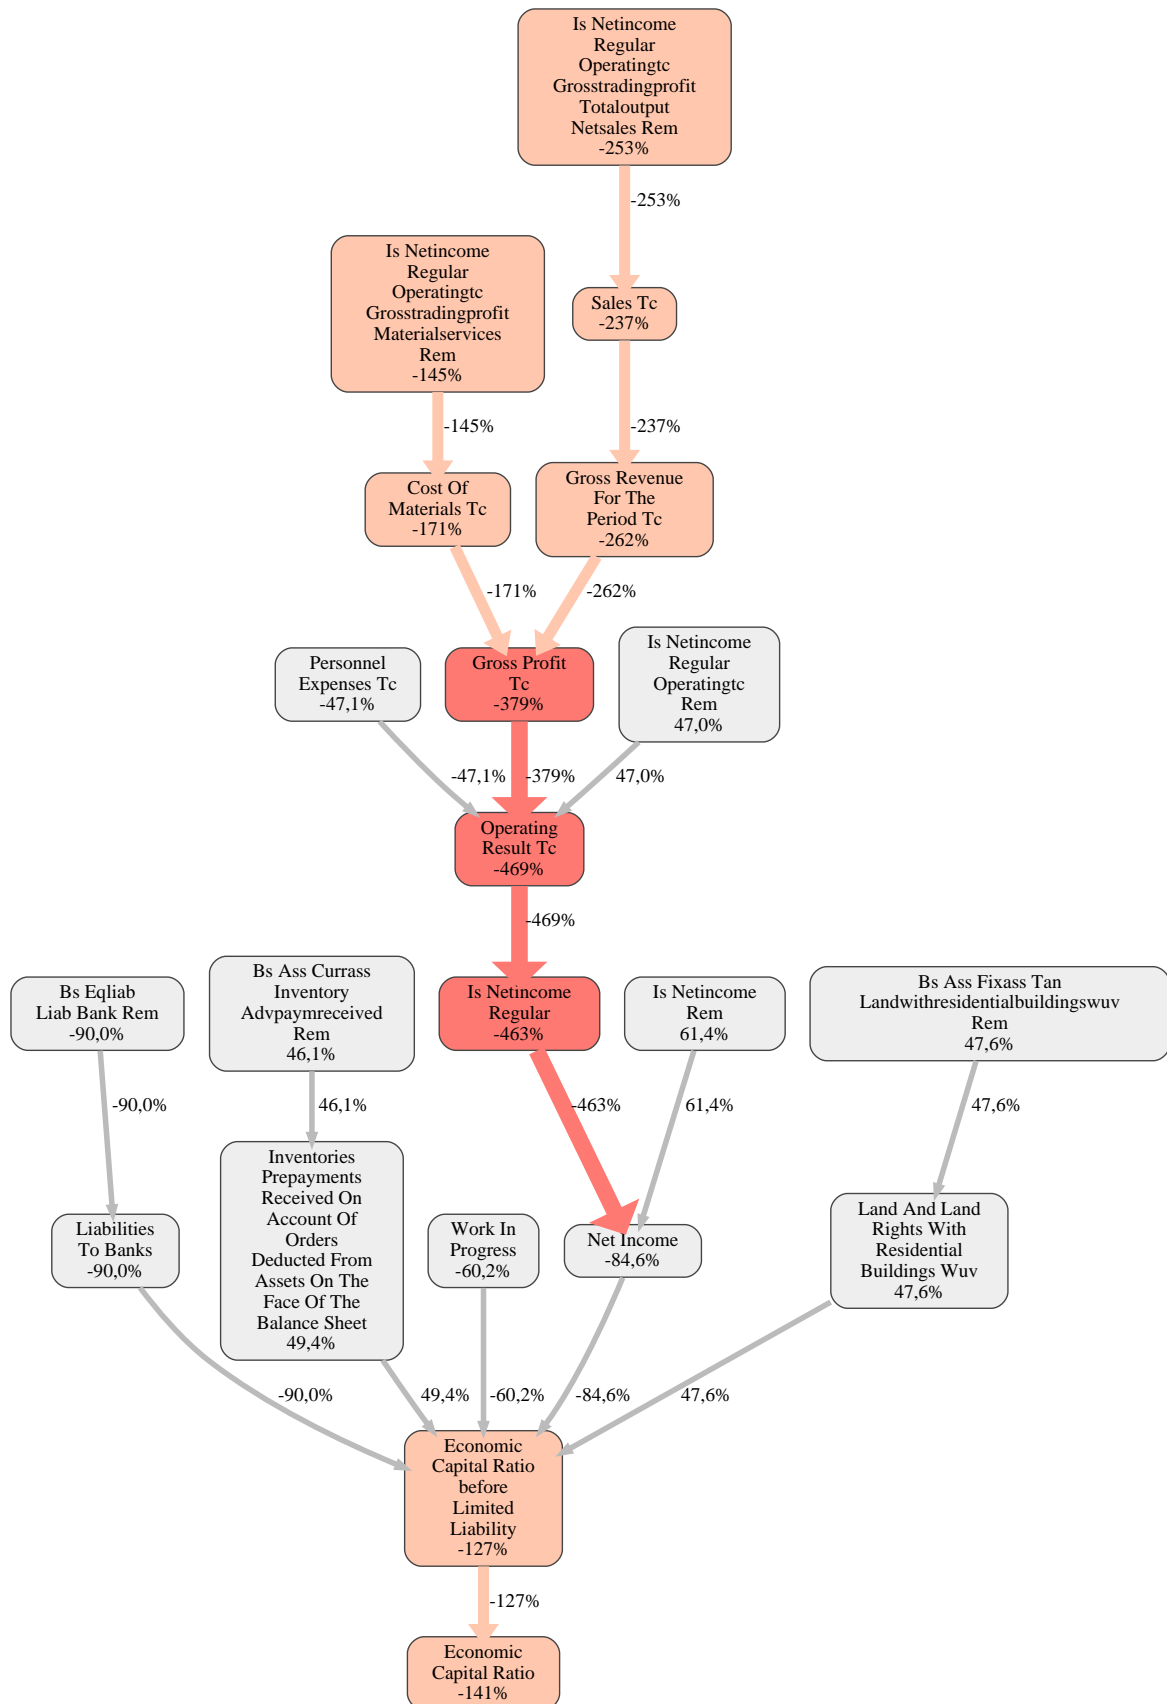 Is Netincome
Regular
Operatingtc
Grosstradingprofit
Totaloutput
Netsales Rem
-253%
-253%
Is Netincome
Regular
Operatingtc
Grosstradingprofit
Materialservices
Rem
-145%
Sales Tc
-237%
-145%
-237%
Cost Of
Materials Tc
-171%
Gross Revenue
For The
Period Tc
-262%
-171%
-262%
Personnel
Expenses Tc
-47,1%
Gross Profit
Tc
-379%
Is Netincome
Regular
Operatingtc
Rem
47,0%
-47,1%
-379%
47,0%
Operating
Result Tc
-469%
-469%
Bs Eqliab
Liab Bank Rem
-90,0%
Bs Ass Currass
Inventory
Advpaymreceived
Rem
46,1%
Is Netincome
Regular
-463%
Is Netincome
Rem
61,4%
Bs Ass Fixass Tan
Landwithresidentialbuildingswuv
Rem
47,6%
-90,0%
46,1%
-463%
61,4%
47,6%
Liabilities
To Banks
-90,0%
Inventories
Prepayments
Received On
Account Of
Orders
Deducted From
Assets On The
Face Of The
Balance Sheet
49,4%
Work In
Progress
-60,2%
Net Income
-84,6%
Land And Land
Rights With
Residential
Buildings Wuv
47,6%
-90,0%
49,4%
-60,2%
-84,6%
47,6%
Economic
Capital Ratio
before
Limited
Liability
-127%
-127%
Economic
Capital Ratio
-141%